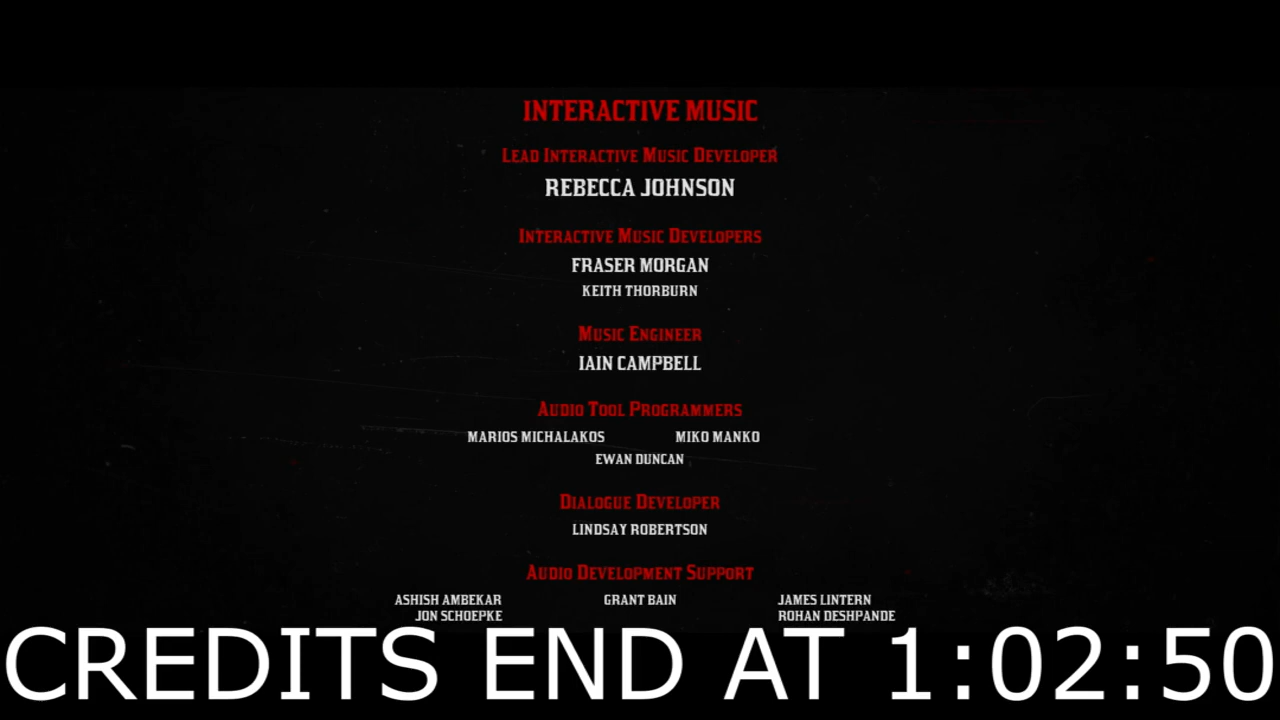 INTERACTIVE MUSIC
LEAD INTERACTIVE MUSIC DEVELOPER
REBECCA JOHNSON
INTERACTIVE MUSIC DEVELOPERS
FRASER MORGAN
KEITH THORBURN
MUSIC ENGINEER
IAIN CAMPBELL
AUDIO TOOL PROGRAMMERS
MARIOS MICHALAKOS MIKO MANKO
EWAN DUNCAN
DIALOGUE DEVELOPER
LINDSAY ROBERTSON
AUDIO DEVELOPMENT SUPPORT
ASHISH AMBEKAR GRANT BAIN JAMES LINTERN
JON SCHOEPKE ROHAN DESHPANDE
CREDITS END AT 1:02:50